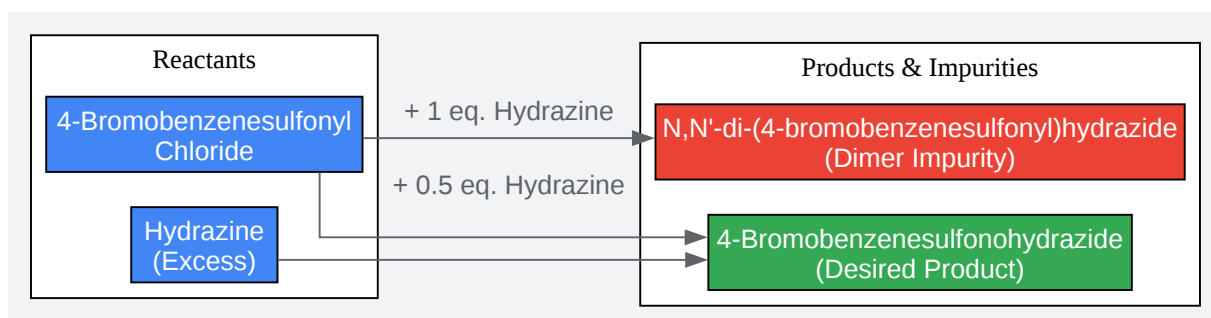 Reactants
4-Bromobenzenesulfonyl
Chloride
Hydrazine
(Excess)
+ 1 eq. Hydrazine
+ 0.5 eq. Hydrazine
Products & Impurities
N,N'-di-(4-bromobenzenesulfonyl)hydrazide
(Dimer Impurity)
4-Bromobenzenesulfonohydrazide
(Desired Product)